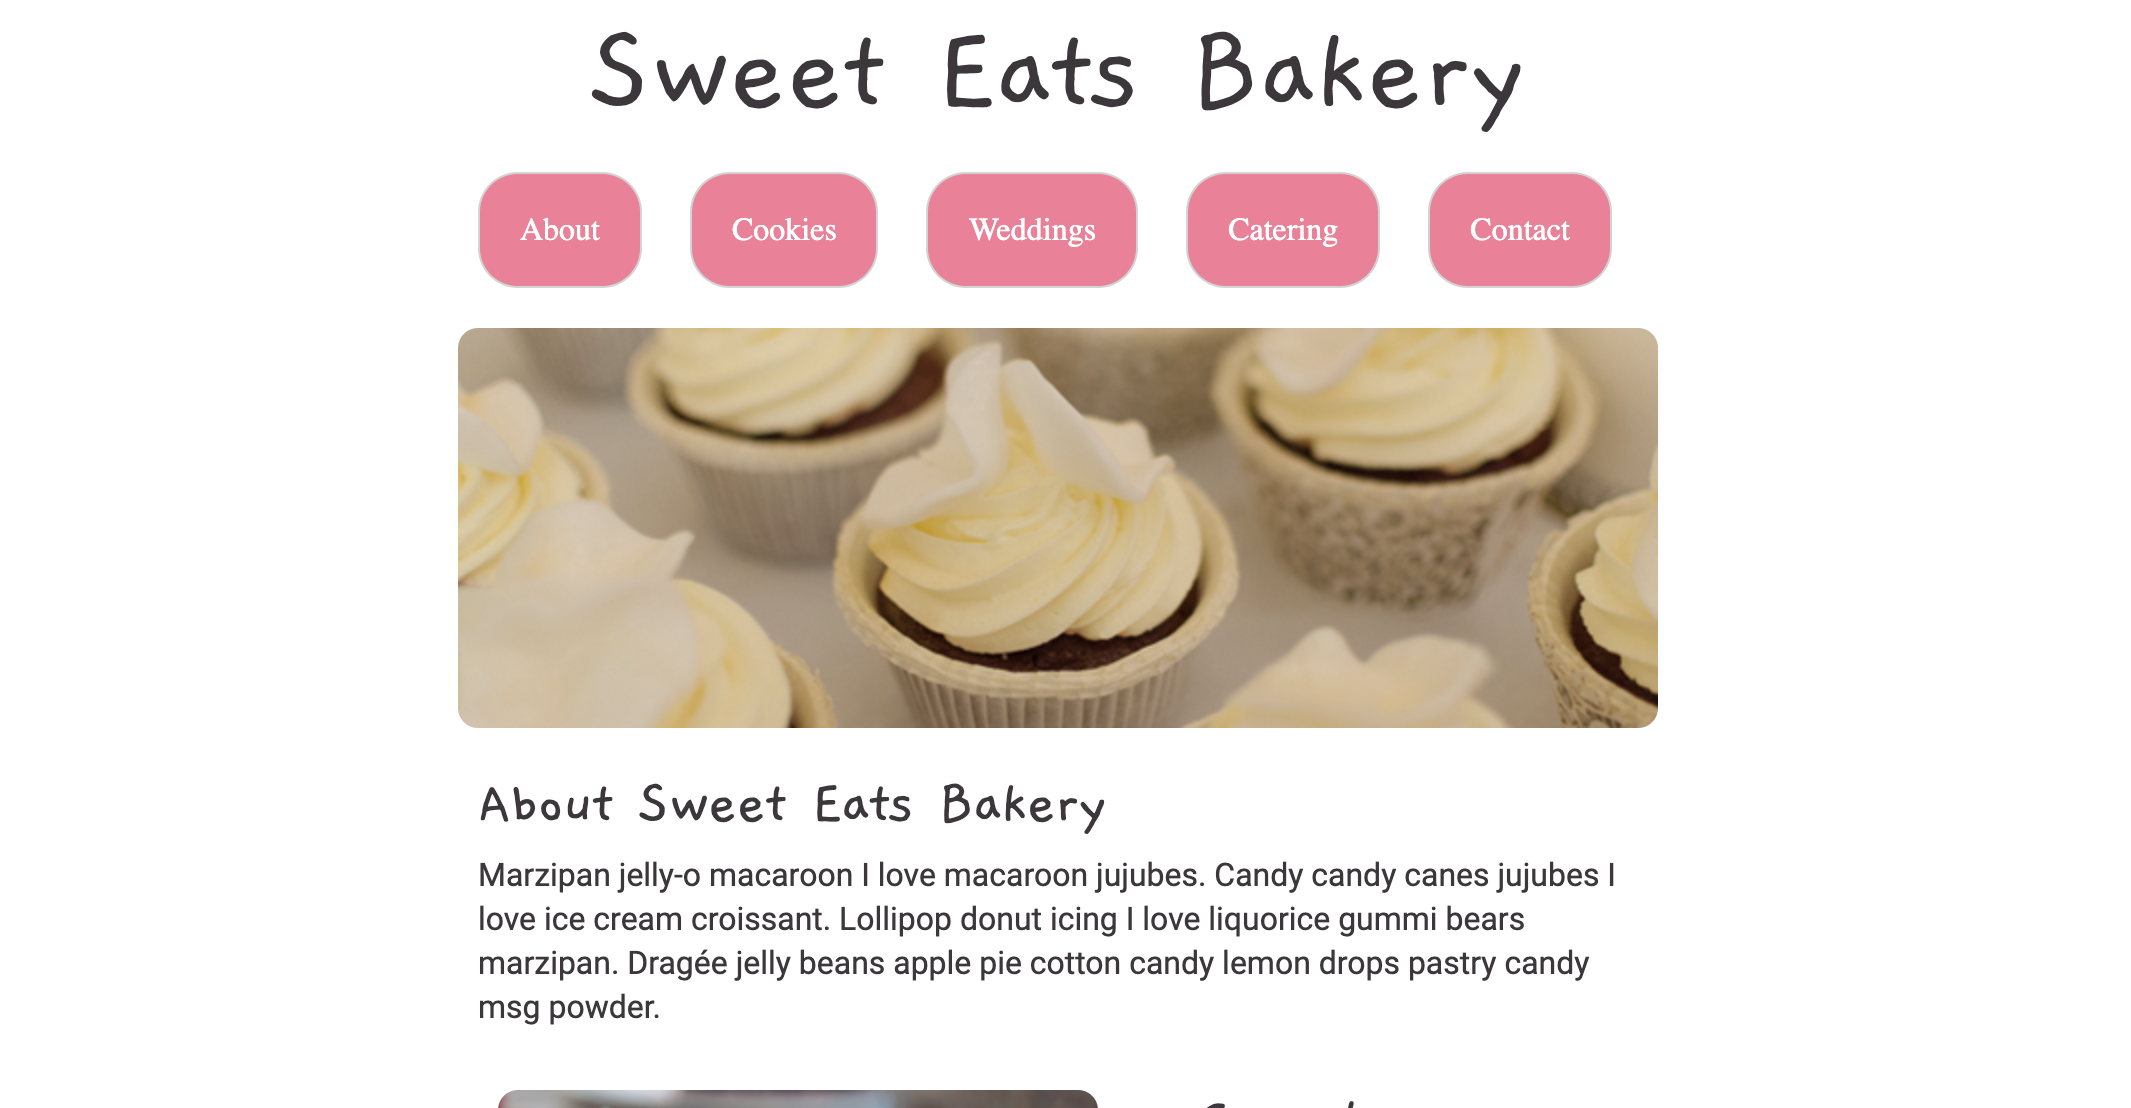 Sweet Eats Bakery
About Cookies Weddings Catering Contact
About Sweet Eats Bakery
Marzipan jelly-o macaroon I love macaroon jujubes. Candy candy canes jujubes I
love ice cream croissant. Lollipop donut icing I love liquorice gummi bears
marzipan. Dragée jelly beans apple pie cotton candy lemon drops pastry candy
msg powder.